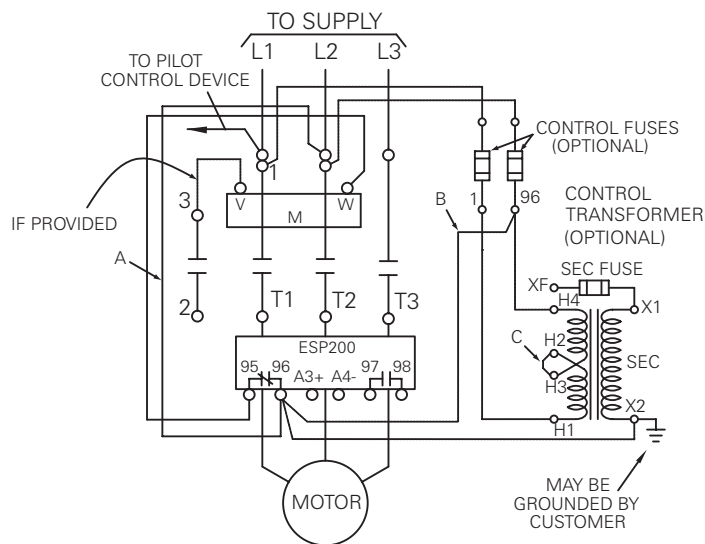 TO SUPPLY
L1 L2 L3
TO PILOT
CONTROL DEVICE
1
CONTROL FUSES
(OPTIONAL)
V M W
3
IF PROVIDED
A
2
T1 T2 T3
B
1 96
CONTROL
TRANSFORMER
(OPTIONAL)
SEC FUSE
XF
H4 X1
C
H2
H3
SEC
H1 X2
ESP200
95 96 A3+ A4- 97 98
MOTOR
MAY BE
GROUNDED BY
CUSTOMER